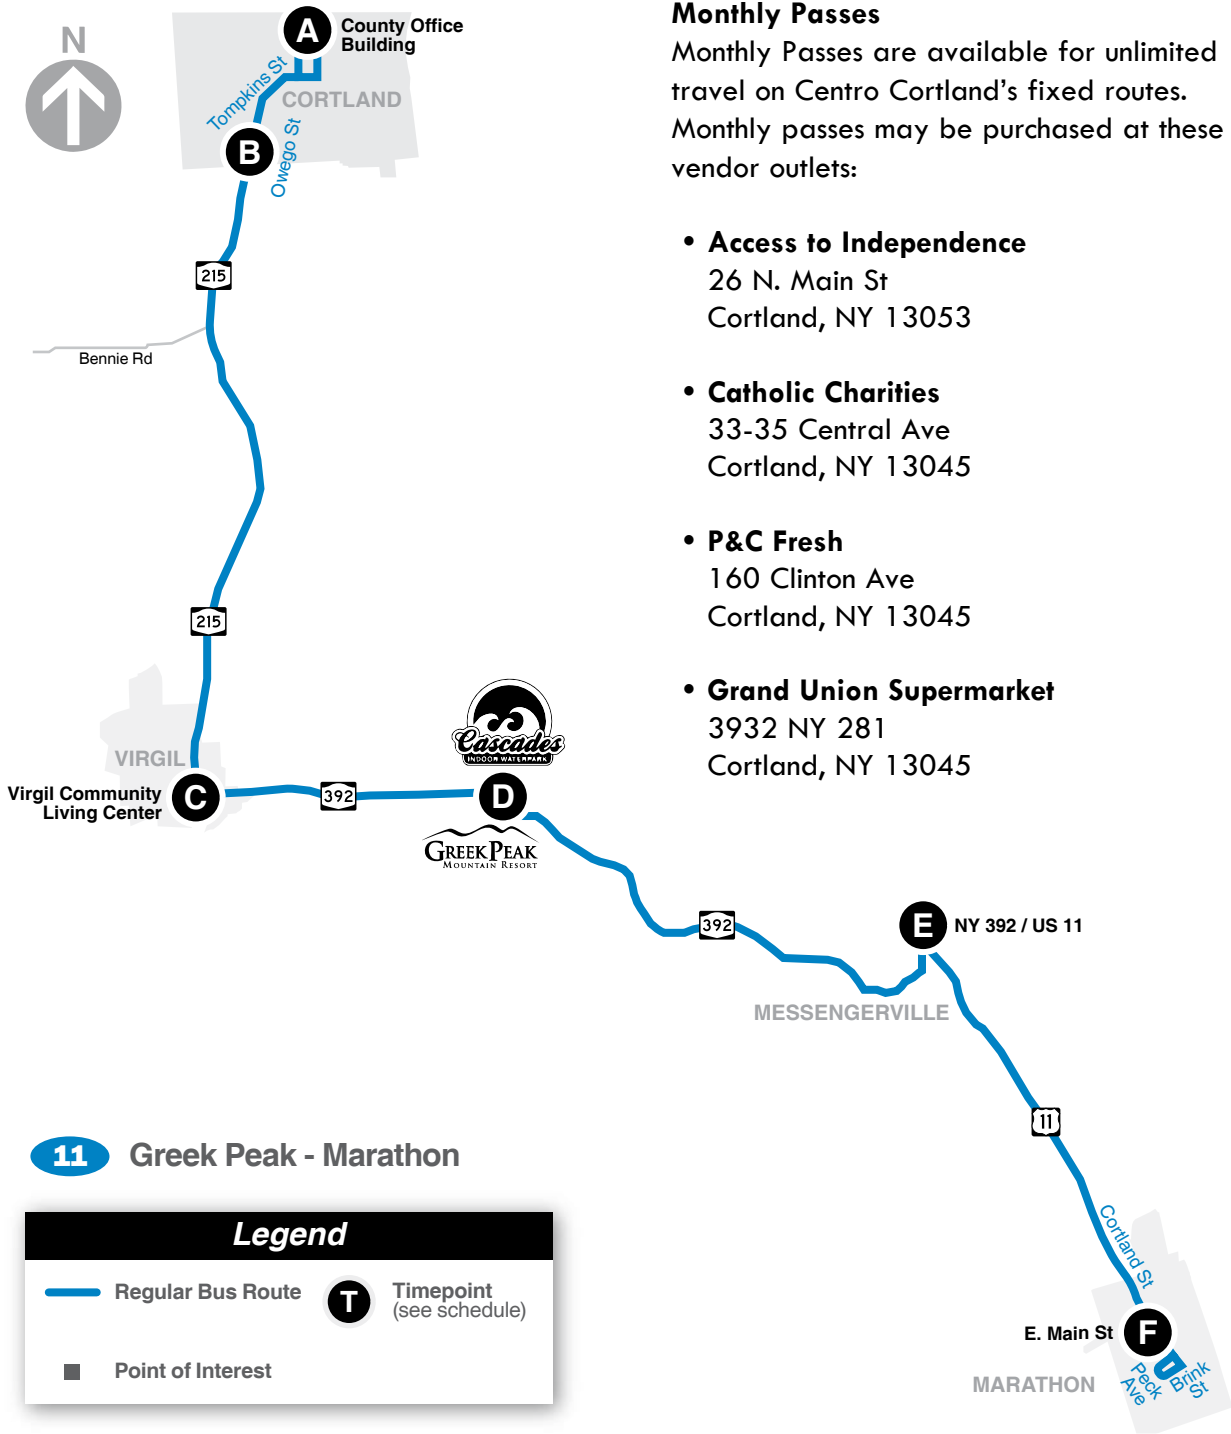 N
A
County Office
Building
Tompkins St
CORTLAND
B
Owego St
215
Bennie Rd
215
VIRGIL
Virgil Community
Living Center
C
392
Cascades
INDOOR WATERPARK
D
GREEK PEAK
MOUNTAIN RESORT
392
E
NY 392 / US 11
MESSENGERVILLE
11
Cortland St
E. Main St
F
MARATHON
Peck
Ave
Brink
St
Monthly Passes
Monthly Passes are available for unlimited
travel on Centro Cortland's fixed routes.
Monthly passes may be purchased at these
vendor outlets:
• Access to Independence
26 N. Main St
Cortland, NY 13053
• Catholic Charities
33-35 Central Ave
Cortland, NY 13045
• P&C Fresh
160 Clinton Ave
Cortland, NY 13045
• Grand Union Supermarket
3932 NY 281
Cortland, NY 13045
11 Greek Peak - Marathon
Legend
Regular Bus Route
T
Timepoint
(see schedule)
Point of Interest